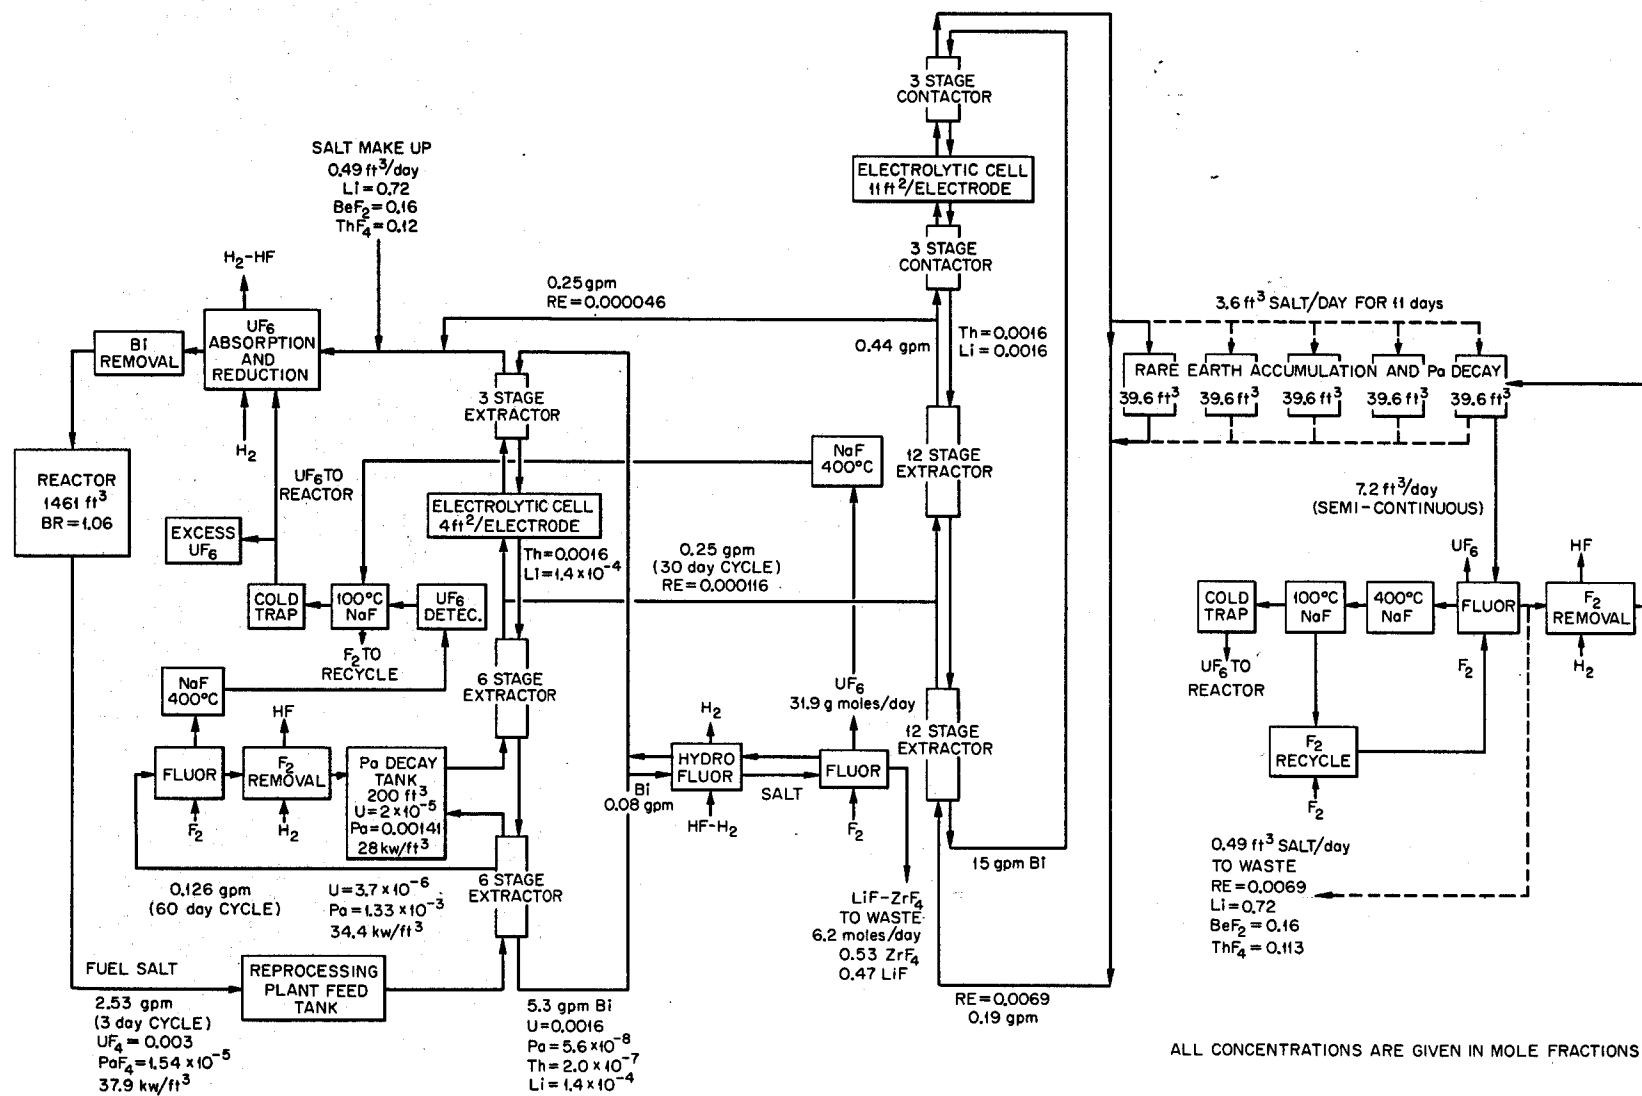 3 STAGE
CONTACTOR
ELECTROLYTIC CELL
11 ft²/ELECTRODE
3 STAGE
CONTACTOR
SALT MAKE UP
0.49 ft³/day
Li = 0.72
BeF₂ = 0.16
ThF₄ = 0.12
H₂-HF
UF₆
ABSORPTION
AND
REDUCTION
Bi
REMOVAL
H₂
0.25 gpm
RE = 0.000046
0.44 gpm
Th = 0.0016
Li = 0.0016
3.6 ft³ SALT/DAY FOR 11 days
RARE EARTH ACCUMULATION AND Pa DECAY
39.6 ft³ 39.6 ft³ 39.6 ft³ 39.6 ft³ 39.6 ft³
3 STAGE
EXTRACTOR
12 STAGE
EXTRACTOR
NaF
400°C
REACTOR
1461 ft³
BR = 1.06
UF₆ TO
REACTOR
EXCESS
UF₆
ELECTROLYTIC CELL
4 ft²/ELECTRODE
Th = 0.0016
Li = 1.4 × 10⁻⁴
0.25 gpm
(30 day CYCLE)
RE = 0.000116
7.2 ft³/day
(SEMI-CONTINUOUS)
COLD
TRAP
100°C
NaF
UF₆
DETEC.
F₂ TO
RECYCLE
NaF
400°C
6 STAGE
EXTRACTOR
UF₆
31.9 g moles/day
12 STAGE
EXTRACTOR
UF₆
HF
COLD
TRAP
100°C
NaF
400°C
NaF
FLUOR
F₂
REMOVAL
UF₆ TO
REACTOR
F₂
H₂
F₂
RECYCLE
F₂
HF
FLUOR
F₂
REMOVAL
F₂
H₂
Pa DECAY
TANK
200 ft³
U = 2 × 10⁻⁵
Pa = 0.00141
28 kw/ft³
H₂
HYDRO
FLUOR
HF-H₂
Bi
0.08 gpm
SALT
FLUOR
F₂
15 gpm Bi
0.126 gpm
(60 day CYCLE)
U = 3.7 × 10⁻⁶
Pa = 1.33 × 10⁻³
34.4 kw/ft³
6 STAGE
EXTRACTOR
LiF-ZrF₄
TO WASTE
6.2 moles/day
0.53 ZrF₄
0.47 LiF
0.49 ft³ SALT/day
TO WASTE
RE = 0.0069
Li = 0.72
BeF₂ = 0.16
ThF₄ = 0.113
FUEL SALT
2.53 gpm
(3 day CYCLE)
UF₄ = 0.003
PaF₄ = 1.54 × 10⁻⁵
37.9 kw/ft³
REPROCESSING
PLANT FEED
TANK
5.3 gpm Bi
U = 0.0016
Pa = 5.6 × 10⁻⁸
Th = 2.0 × 10⁻⁷
Li = 1.4 × 10⁻⁴
RE = 0.0069
0.19 gpm
ALL CONCENTRATIONS ARE GIVEN IN MOLE FRACTIONS